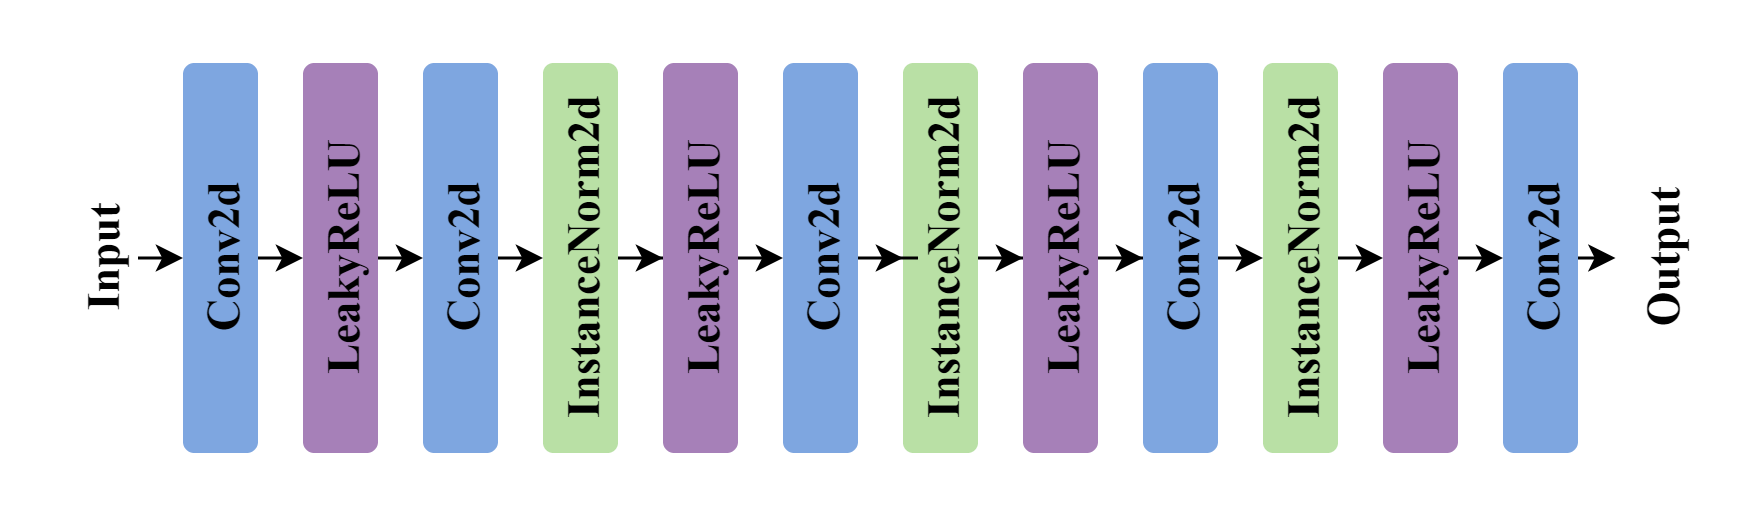 Input
Conv2d
LeakyReLU
Conv2d
InstanceNorm2d
LeakyReLU
Conv2d
InstanceNorm2d
LeakyReLU
Conv2d
InstanceNorm2d
LeakyReLU
Conv2d
Output